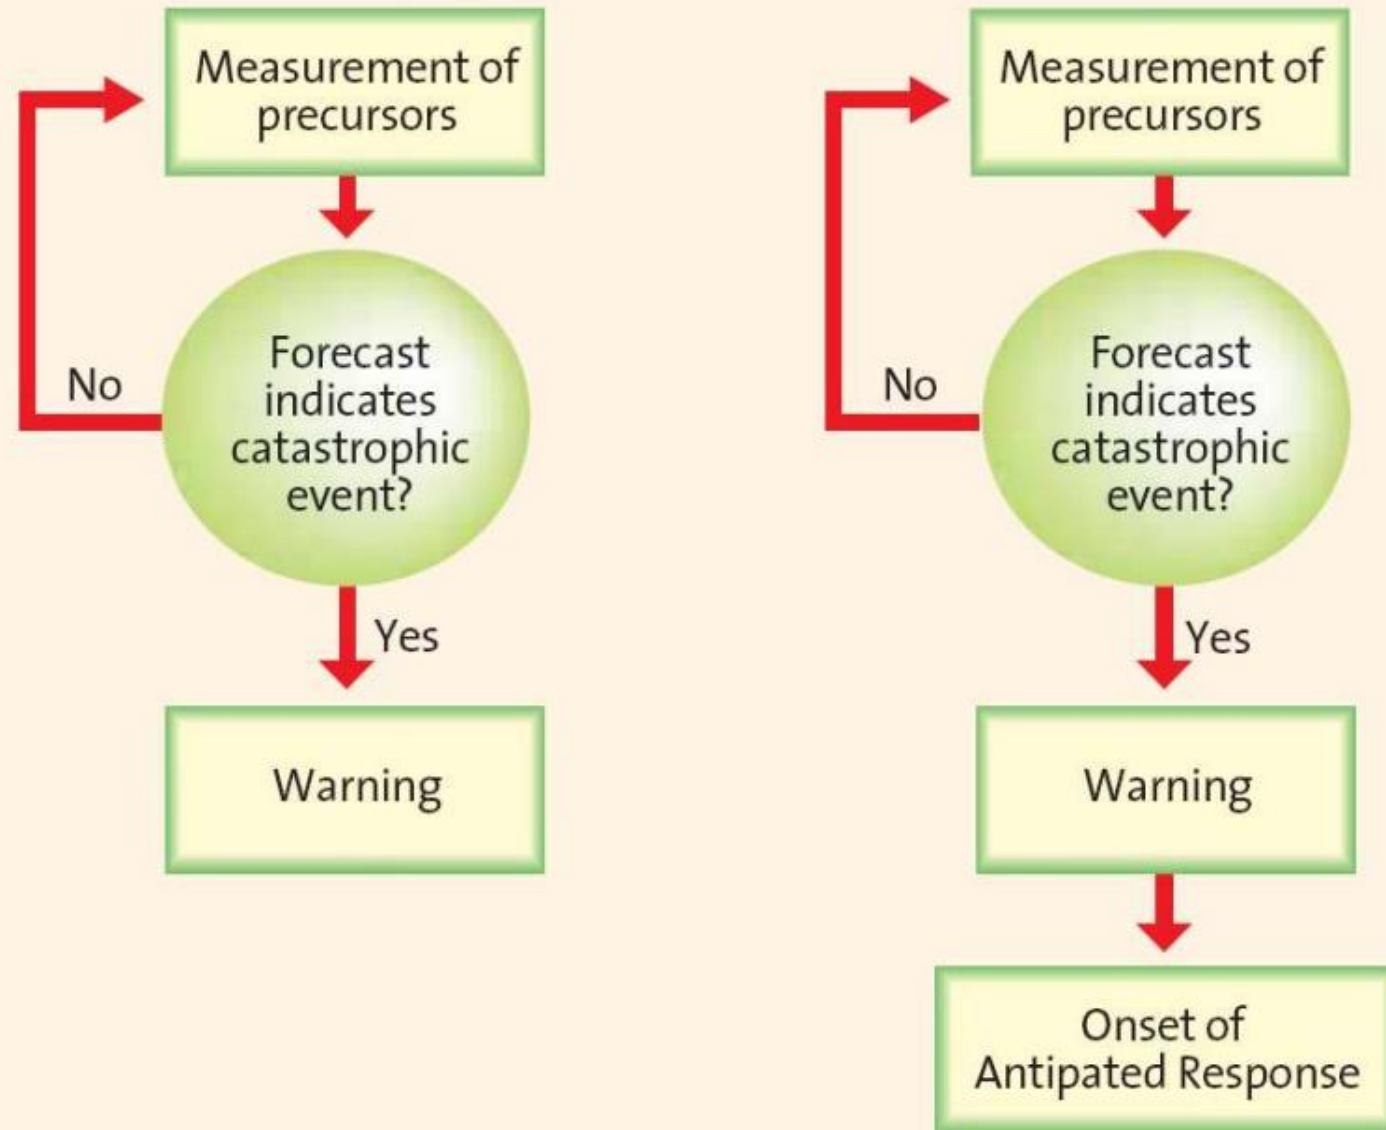 Measurement of
precursors
Forecast
indicates
catastrophic
event?
No
Yes
Warning
Measurement of
precursors
Forecast
indicates
catastrophic
event?
No
Yes
Warning
Onset of
Antipated Response